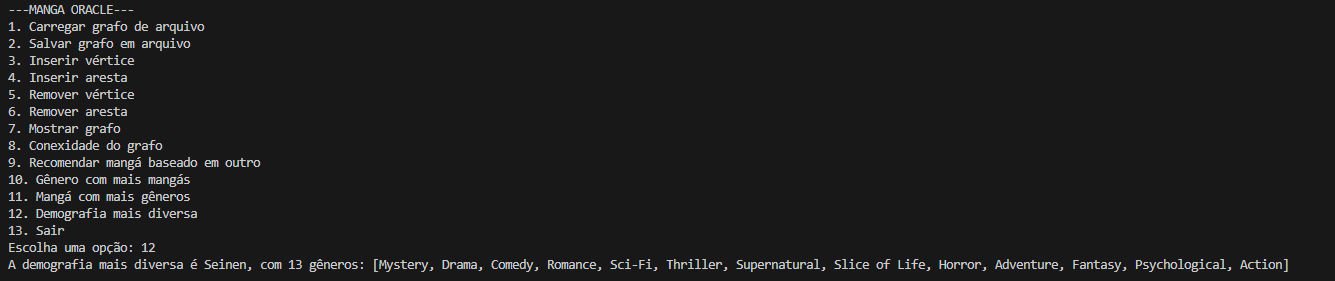 ---MANGA ORACLE---
1. Carregar grafo de arquivo
2. Salvar grafo em arquivo
3. Inserir vértice
4. Inserir aresta
5. Remover vértice
6. Remover aresta
7. Mostrar grafo
8. Conexidade do grafo
9. Recomendar mangá baseado em outro
10. Gênero com mais mangás
11. Mangá com mais gêneros
12. Demografia mais diversa
13. Sair
Escolha uma opção: 12
A demografia mais diversa é Seinen, com 13 gêneros: [Mystery, Drama, Comedy, Romance, Sci-Fi, Thriller, Supernatural, Slice of Life, Horror, Adventure, Fantasy, Psychological, Action]